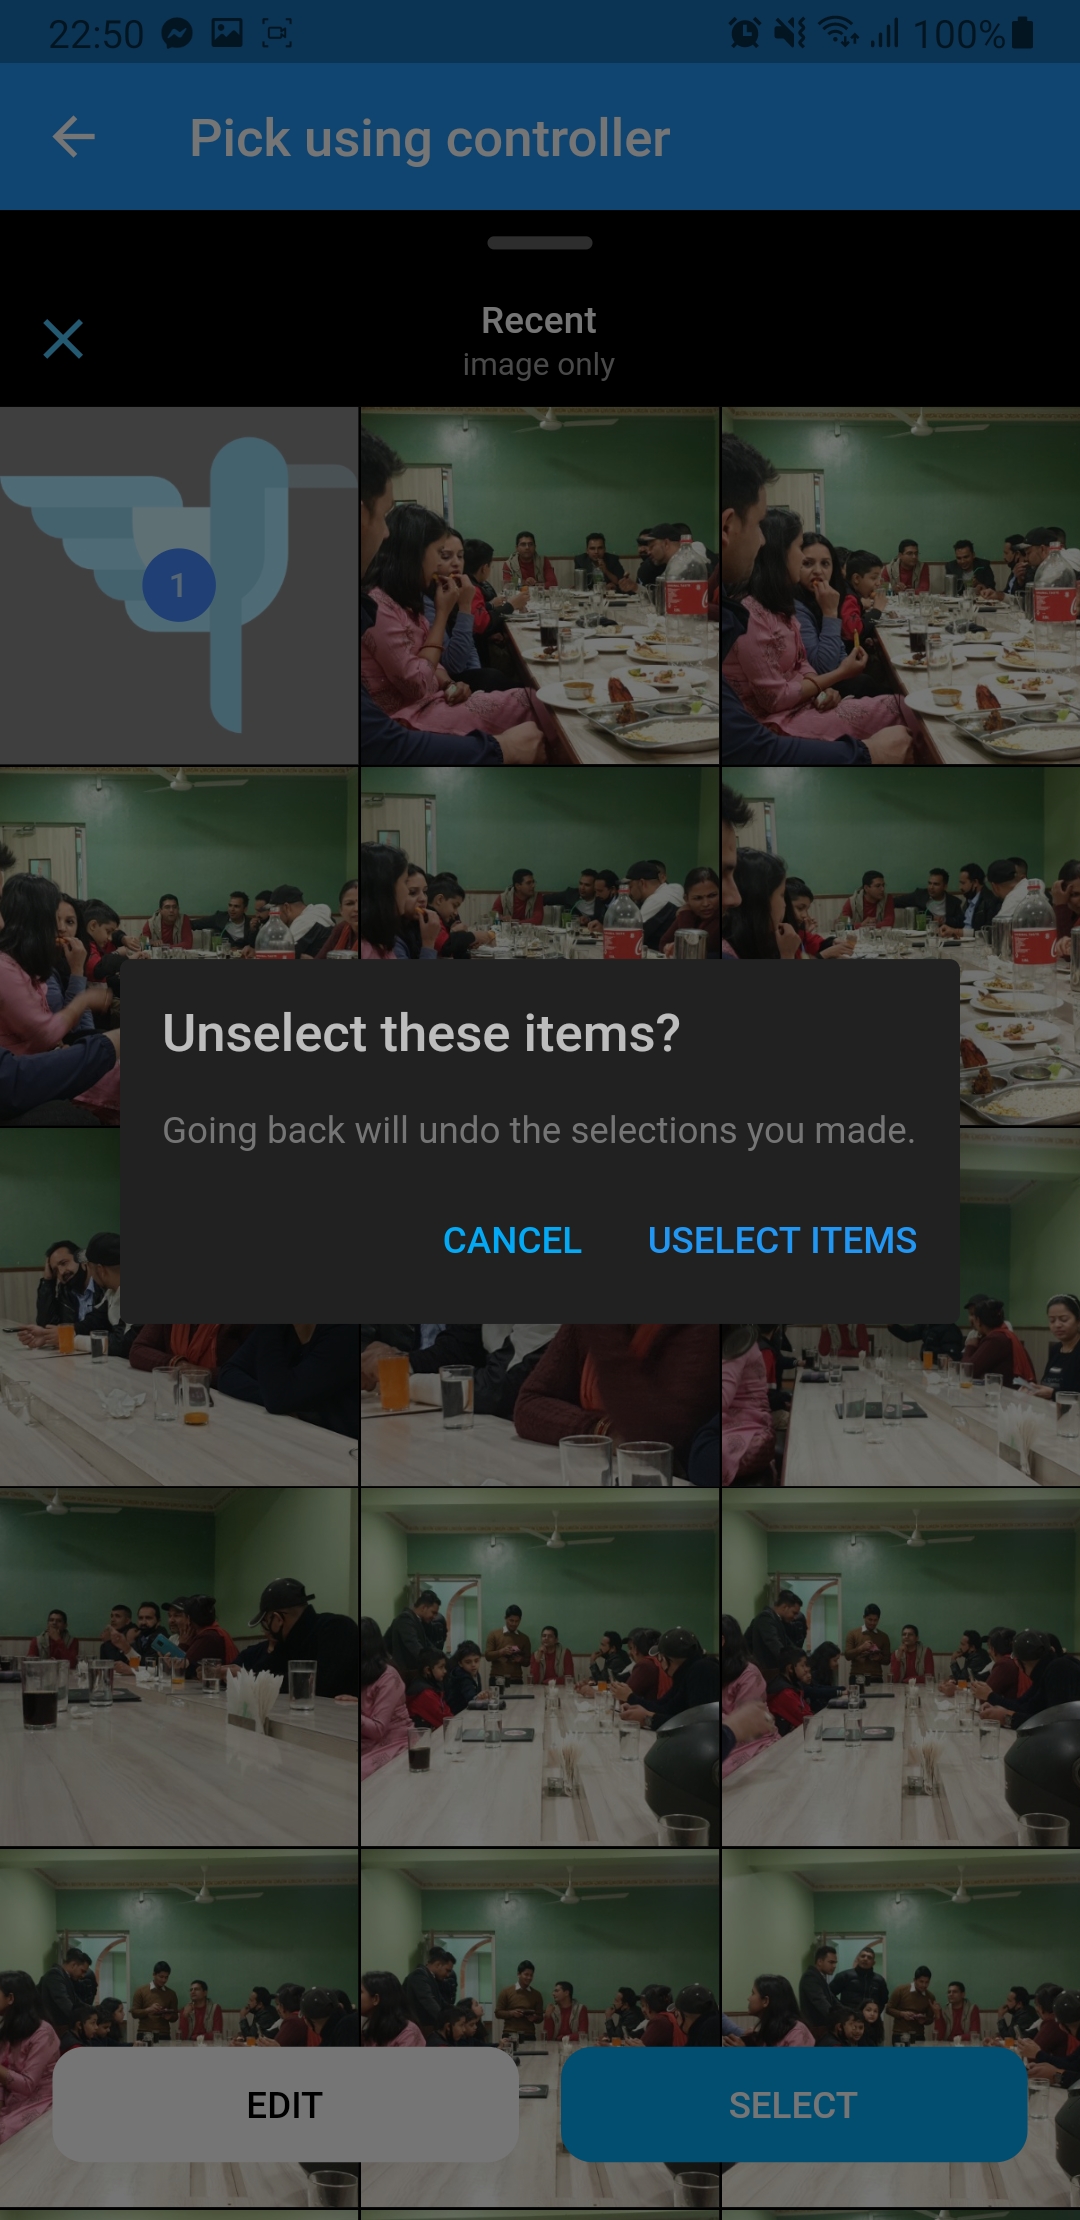 22:50
100%
Pick using controller
Recent
image only
1
Unselect these items?
Going back will undo the selections you made.
CANCEL
USELECT ITEMS
EDIT
SELECT